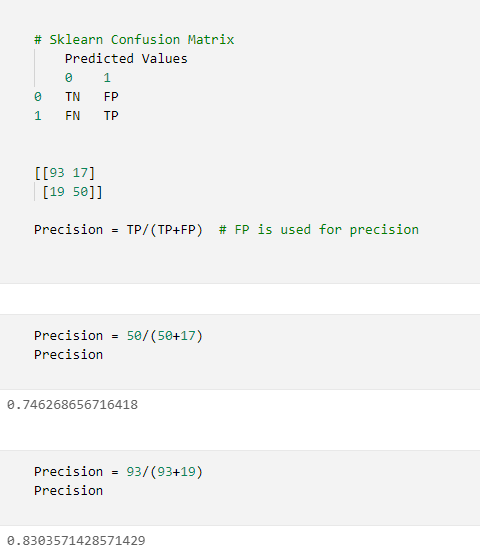 # Sklearn Confusion Matrix
Predicted Values
0 1
0 TN FP
1 FN TP
[[93 17]
[19 50]]
Precision = TP/(TP+FP) # FP is used for precision
Precision = 50/(50+17)
Precision
0.746268656716418
Precision = 93/(93+19)
Precision
0.8303571428571429